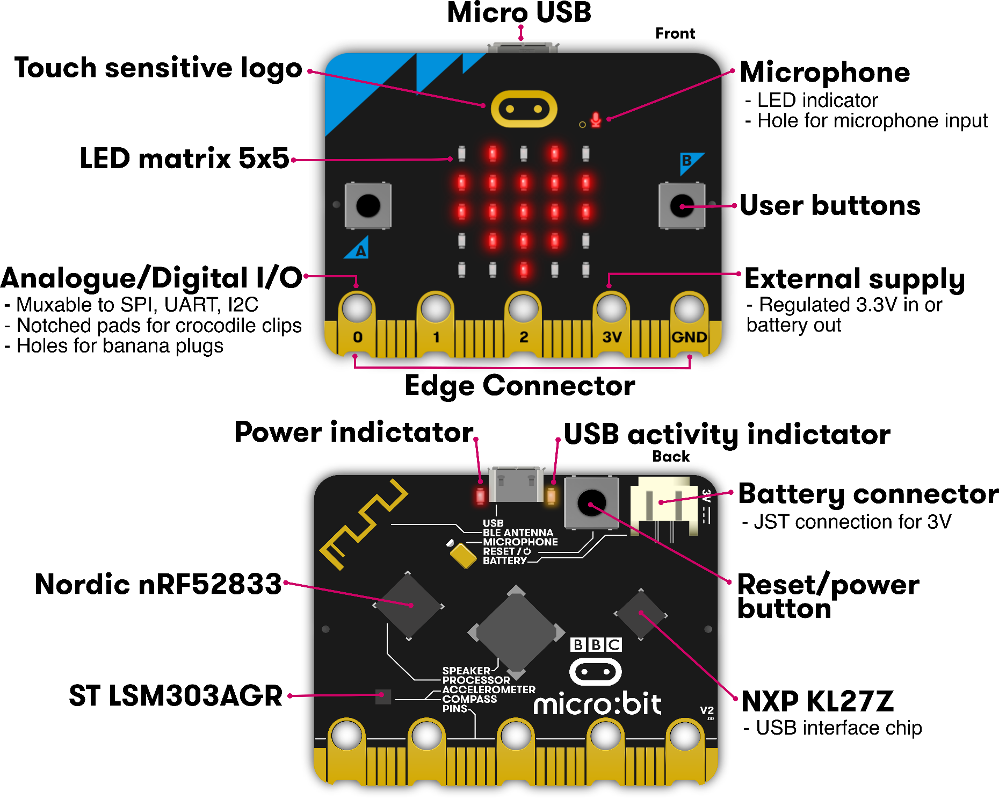 Micro USB
Front
Touch sensitive logo
Microphone
- LED indicator
- Hole for microphone input
LED matrix 5x5
B
User buttons
A
Analogue/Digital I/O
- Muxable to SPI, UART, I2C
- Notched pads for crocodile clips
- Holes for banana plugs
External supply
- Regulated 3.3V in or
battery out
0 1 2 3V GND
Edge Connector
Power indictator
USB activity indictator
Back
3V
Battery connector
- JST connection for 3V
USB
BLE ANTENNA
MICROPHONE
RESET /
BATTERY
Nordic nRF52833
Reset/power
button
BBC
SPEAKER
PROCESSOR
ACCELEROMETER
COMPASS
PINS
micro:bit
V2
.00
ST LSM303AGR
NXP KL27Z
- USB interface chip